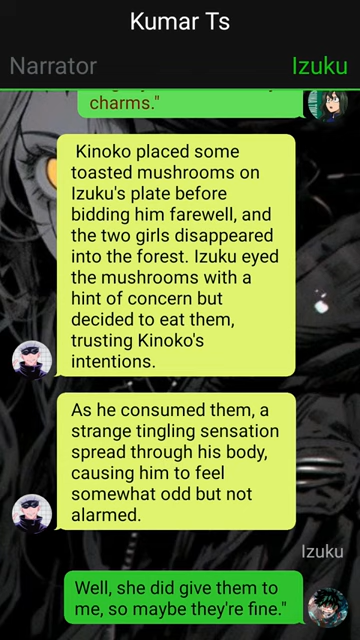 Kumar Ts
Narrator
Izuku
charms."
Kinoko placed some
toasted mushrooms on
Izuku's plate before
bidding him farewell, and
the two girls disappeared
into the forest. Izuku eyed
the mushrooms with a
hint of concern but
decided to eat them,
trusting Kinoko's
intentions.
As he consumed them, a
strange tingling sensation
spread through his body,
causing him to feel
somewhat odd but not
alarmed.
Izuku
Well, she did give them to
me, so maybe they're fine."